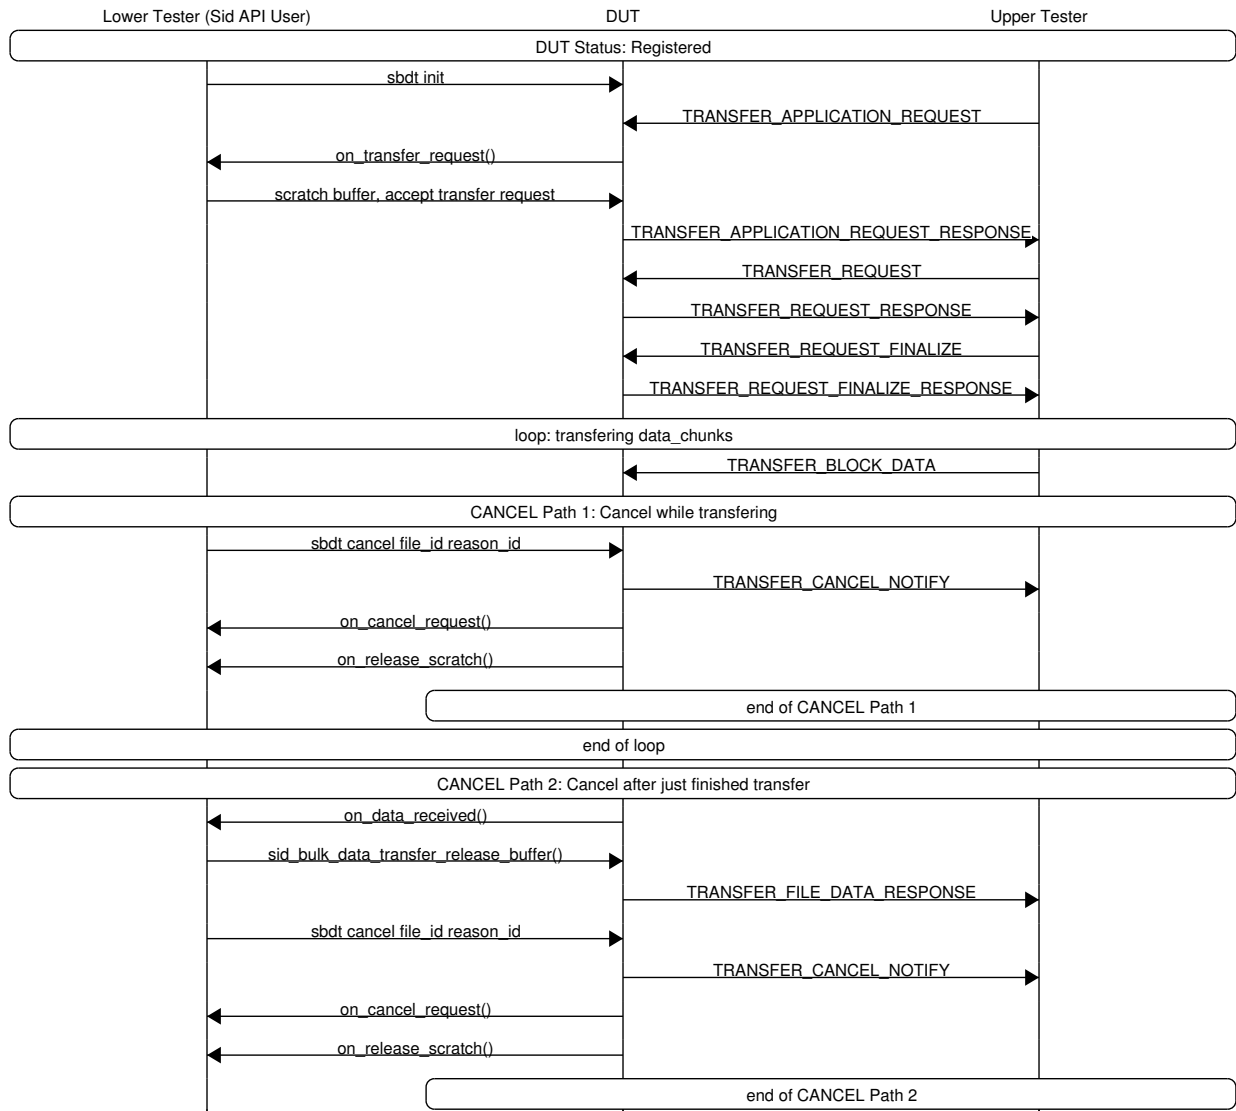 Lower Tester (Sid API User) DUT Upper Tester
DUT Status: Registered
sbdt init
TRANSFER_APPLICATION_REQUEST
on_transfer_request()
scratch buffer, accept transfer request
TRANSFER_APPLICATION_REQUEST_RESPONSE
TRANSFER_REQUEST
TRANSFER_REQUEST_RESPONSE
TRANSFER_REQUEST_FINALIZE
TRANSFER_REQUEST_FINALIZE_RESPONSE
loop: transfering data_chunks
TRANSFER_BLOCK_DATA
CANCEL Path 1: Cancel while transfering
sbdt cancel file_id reason_id
TRANSFER_CANCEL_NOTIFY
on_cancel_request()
on_release_scratch()
end of CANCEL Path 1
end of loop
CANCEL Path 2: Cancel after just finished transfer
on_data_received()
sid_bulk_data_transfer_release_buffer()
TRANSFER_FILE_DATA_RESPONSE
sbdt cancel file_id reason_id
TRANSFER_CANCEL_NOTIFY
on_cancel_request()
on_release_scratch()
end of CANCEL Path 2